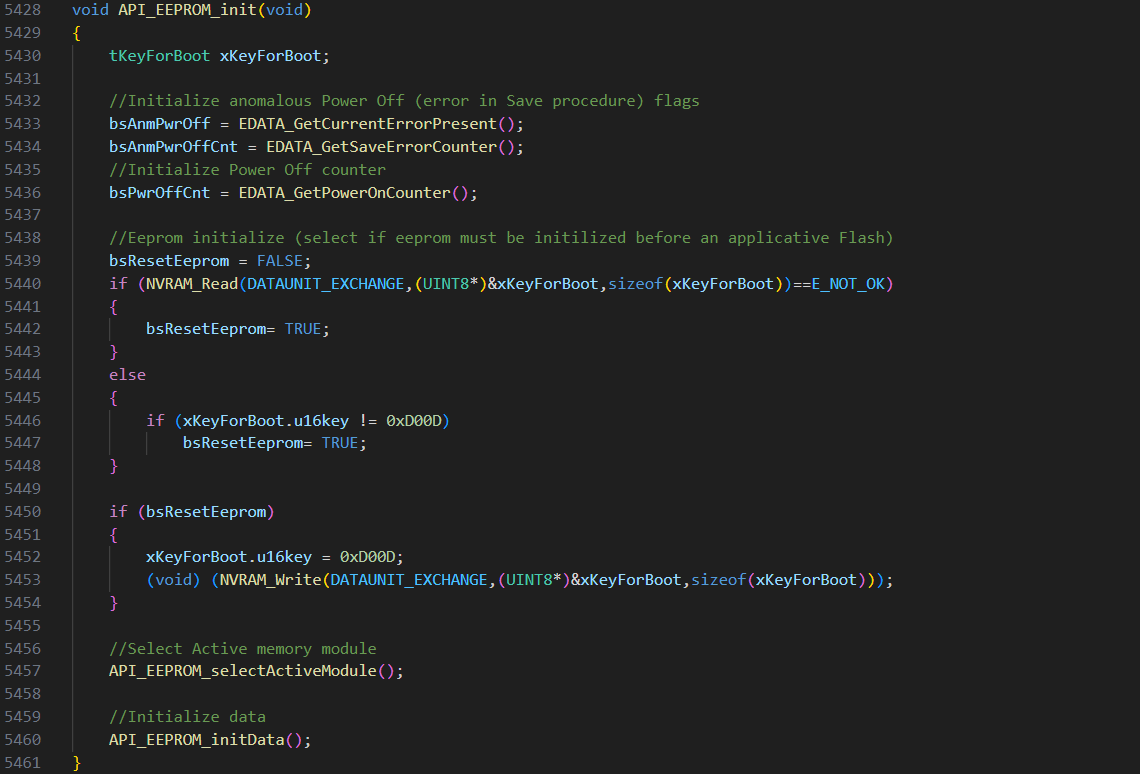 5428 void API_EEPROM_init(void)
5429 {
5430     tKeyForBoot xKeyForBoot;
5431
5432     //Initialize anomalous Power Off (error in Save procedure) flags
5433     bsAnmPwrOff = EDATA_GetCurrentErrorPresent();
5434     bsAnmPwrOffCnt = EDATA_GetSaveErrorCounter();
5435     //Initialize Power Off counter
5436     bsPwrOffCnt = EDATA_GetPowerOnCounter();
5437
5438     //Eeprom initialize (select if eeprom must be initilized before an applicative Flash)
5439     bsResetEeprom = FALSE;
5440     if (NVRAM_Read(DATAUNIT_EXCHANGE,(UINT8*)&xKeyForBoot,sizeof(xKeyForBoot))==E_NOT_OK)
5441     {
5442         bsResetEeprom= TRUE;
5443     }
5444     else
5445     {
5446         if (xKeyForBoot.u16key != 0xD00D)
5447             bsResetEeprom= TRUE;
5448     }
5449
5450     if (bsResetEeprom)
5451     {
5452         xKeyForBoot.u16key = 0xD00D;
5453         (void) (NVRAM_Write(DATAUNIT_EXCHANGE,(UINT8*)&xKeyForBoot,sizeof(xKeyForBoot)));
5454     }
5455
5456     //Select Active memory module
5457     API_EEPROM_selectActiveModule();
5458
5459     //Initialize data
5460     API_EEPROM_initData();
5461 }